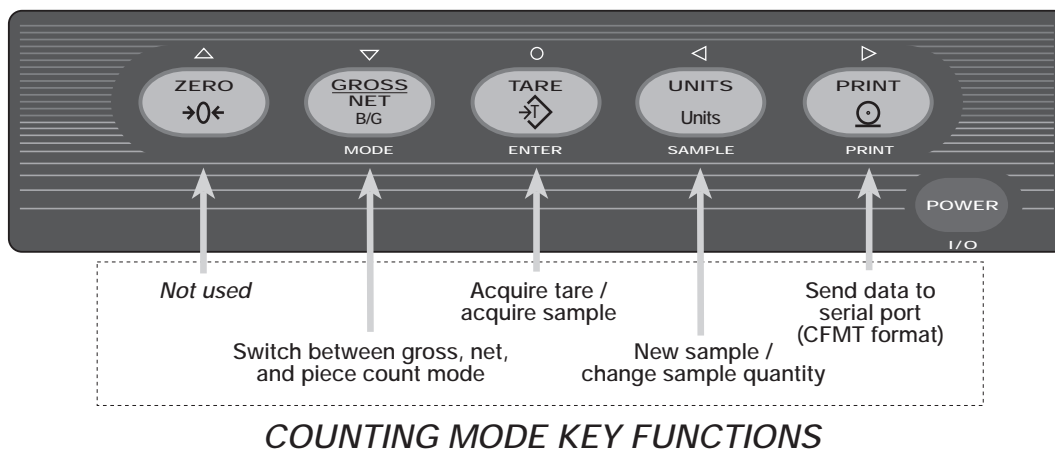 ZERO
GROSS
NET
B/G
TARE
T
UNITS
Units
PRINT
→0←
MODE
ENTER
SAMPLE
PRINT
POWER
I/O
Not used
Switch between gross, net,
and piece count mode
Acquire tare /
acquire sample
New sample /
change sample quantity
Send data to
serial port
(CFMT format)
COUNTING MODE KEY FUNCTIONS